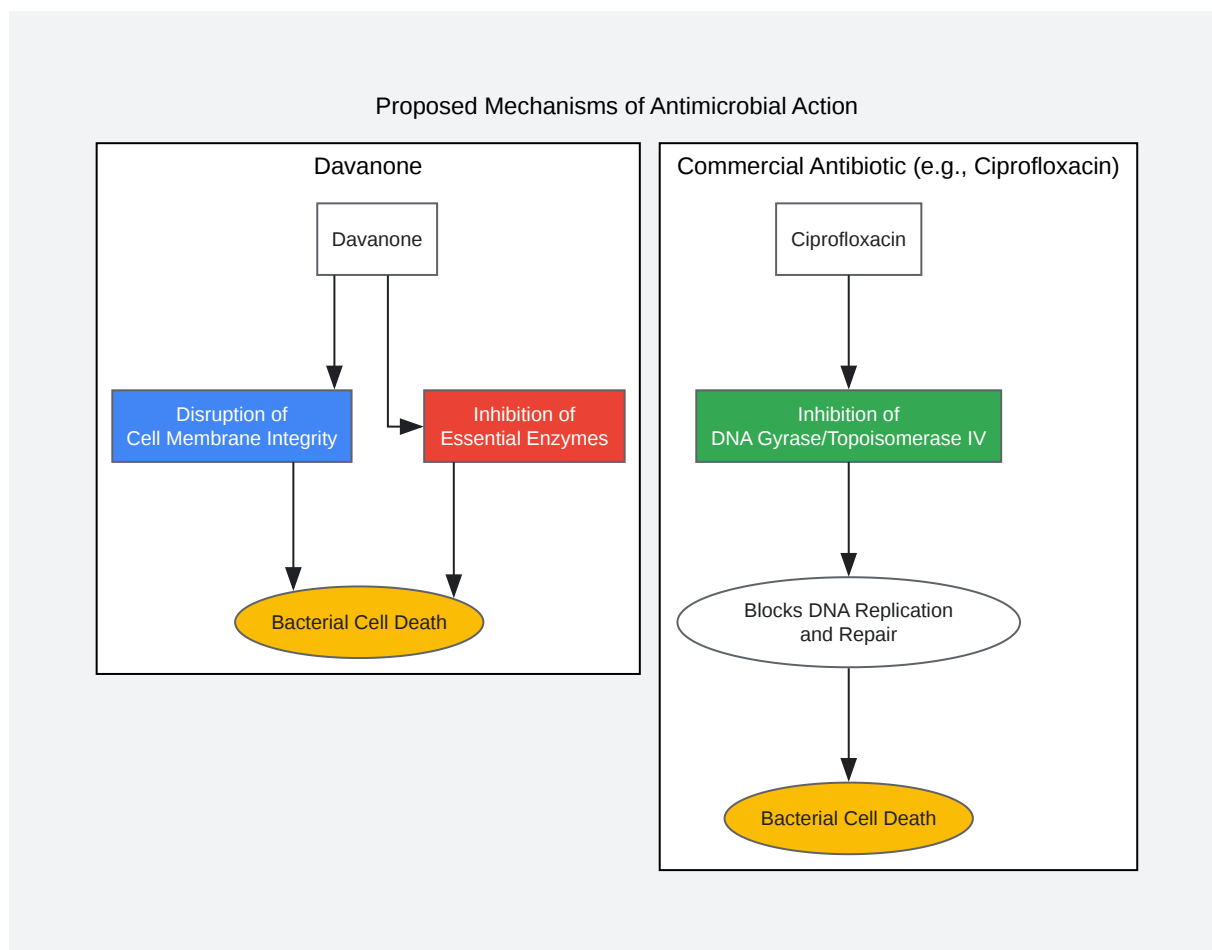 Proposed Mechanisms of Antimicrobial Action
Davanone
Davanone
Disruption of
Cell Membrane Integrity
Inhibition of
Essential Enzymes
Bacterial Cell Death
Commercial Antibiotic (e.g., Ciprofloxacin)
Ciprofloxacin
Inhibition of
DNA Gyrase/Topoisomerase IV
Blocks DNA Replication
and Repair
Bacterial Cell Death